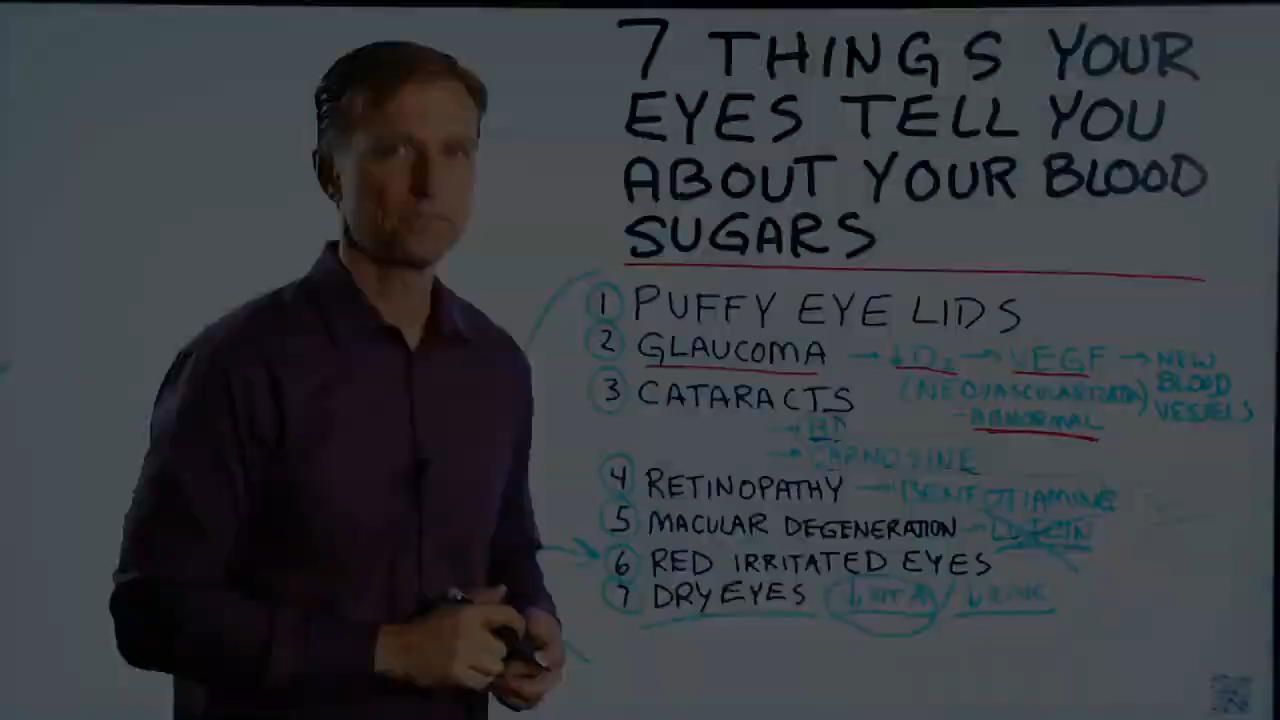 7 THINGS YOUR
EYES TELL YOU
ABOUT YOUR BLOOD
SUGARS
1 PUFFY EYE LIDS
2 GLAUCOMA → ↓O₂ → VEGF → NEW BLOOD VESSELS
3 CATARACTS
ABNORMAL
→ B1
→ CARNOSINE
4 RETINOPATHY → BENFOTIAMINE
5 MACULAR DEGENERATION - LUTEIN
6 RED IRRITATED EYES
7 DRY EYES ↓VIT A / ↓ZINC